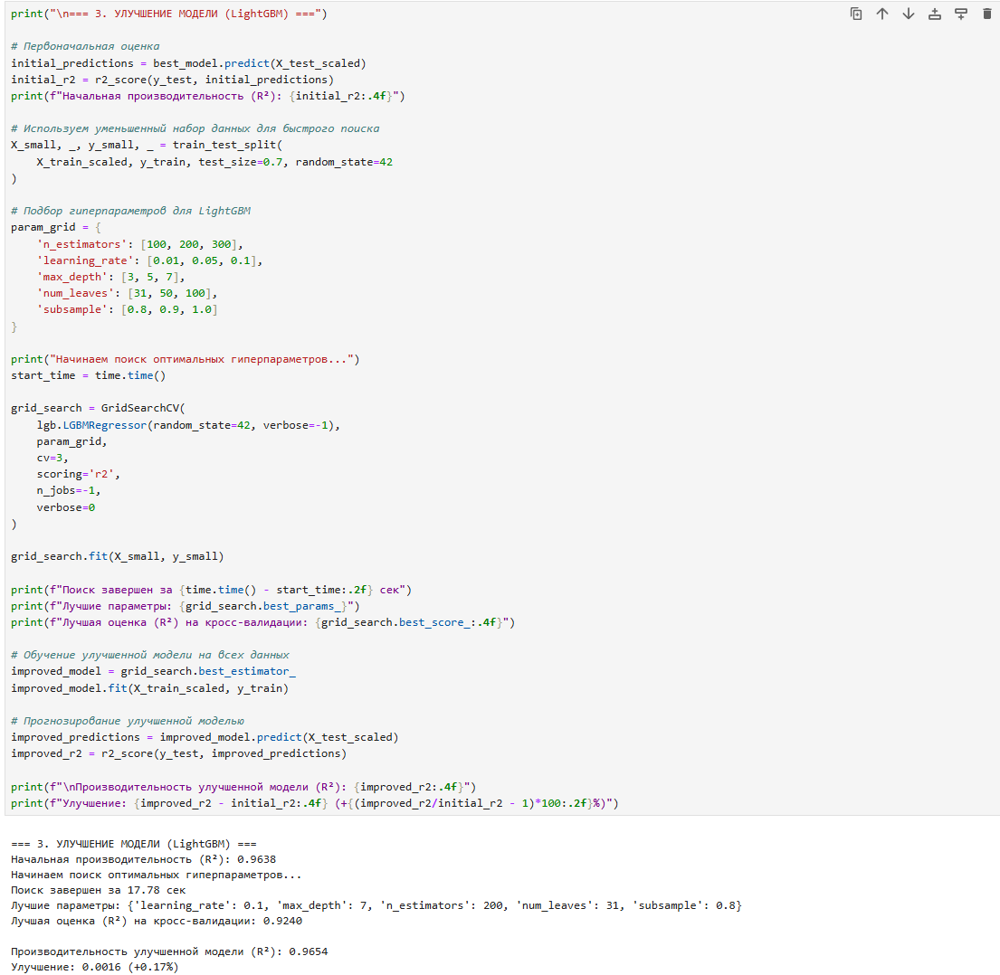 print("\n=== 3. УЛУЧШЕНИЕ МОДЕЛИ (LightGBM) ===")

# Первоначальная оценка
initial_predictions = best_model.predict(X_test_scaled)
initial_r2 = r2_score(y_test, initial_predictions)
print(f"Начальная производительность (R²): {initial_r2:.4f}")

# Используем уменьшенный набор данных для быстрого поиска
X_small, _, y_small, _ = train_test_split(
    X_train_scaled, y_train, test_size=0.7, random_state=42
)

# Подбор гиперпараметров для LightGBM
param_grid = {
    'n_estimators': [100, 200, 300],
    'learning_rate': [0.01, 0.05, 0.1],
    'max_depth': [3, 5, 7],
    'num_leaves': [31, 50, 100],
    'subsample': [0.8, 0.9, 1.0]
}

print("Начинаем поиск оптимальных гиперпараметров...")
start_time = time.time()

grid_search = GridSearchCV(
    lgb.LGBMRegressor(random_state=42, verbose=-1),
    param_grid,
    cv=3,
    scoring='r2',
    n_jobs=-1,
    verbose=0
)

grid_search.fit(X_small, y_small)

print(f"Поиск завершен за {time.time() - start_time:.2f} сек")
print(f"Лучшие параметры: {grid_search.best_params_}")
print(f"Лучшая оценка (R²) на кросс-валидации: {grid_search.best_score_:.4f}")

# Обучение улучшенной модели на всех данных
improved_model = grid_search.best_estimator_
improved_model.fit(X_train_scaled, y_train)

# Прогнозирование улучшенной моделью
improved_predictions = improved_model.predict(X_test_scaled)
improved_r2 = r2_score(y_test, improved_predictions)

print(f"\nПроизводительность улучшенной модели (R²): {improved_r2:.4f}")
print(f"Улучшение: {improved_r2 - initial_r2:.4f} (+{(improved_r2/initial_r2 - 1)*100:.2f}%)")

=== 3. УЛУЧШЕНИЕ МОДЕЛИ (LightGBM) ===
Начальная производительность (R²): 0.9638
Начинаем поиск оптимальных гиперпараметров...
Поиск завершен за 17.78 сек
Лучшие параметры: {'learning_rate': 0.1, 'max_depth': 7, 'n_estimators': 200, 'num_leaves': 31, 'subsample': 0.8}
Лучшая оценка (R²) на кросс-валидации: 0.9240

Производительность улучшенной модели (R²): 0.9654
Улучшение: 0.0016 (+0.17%)